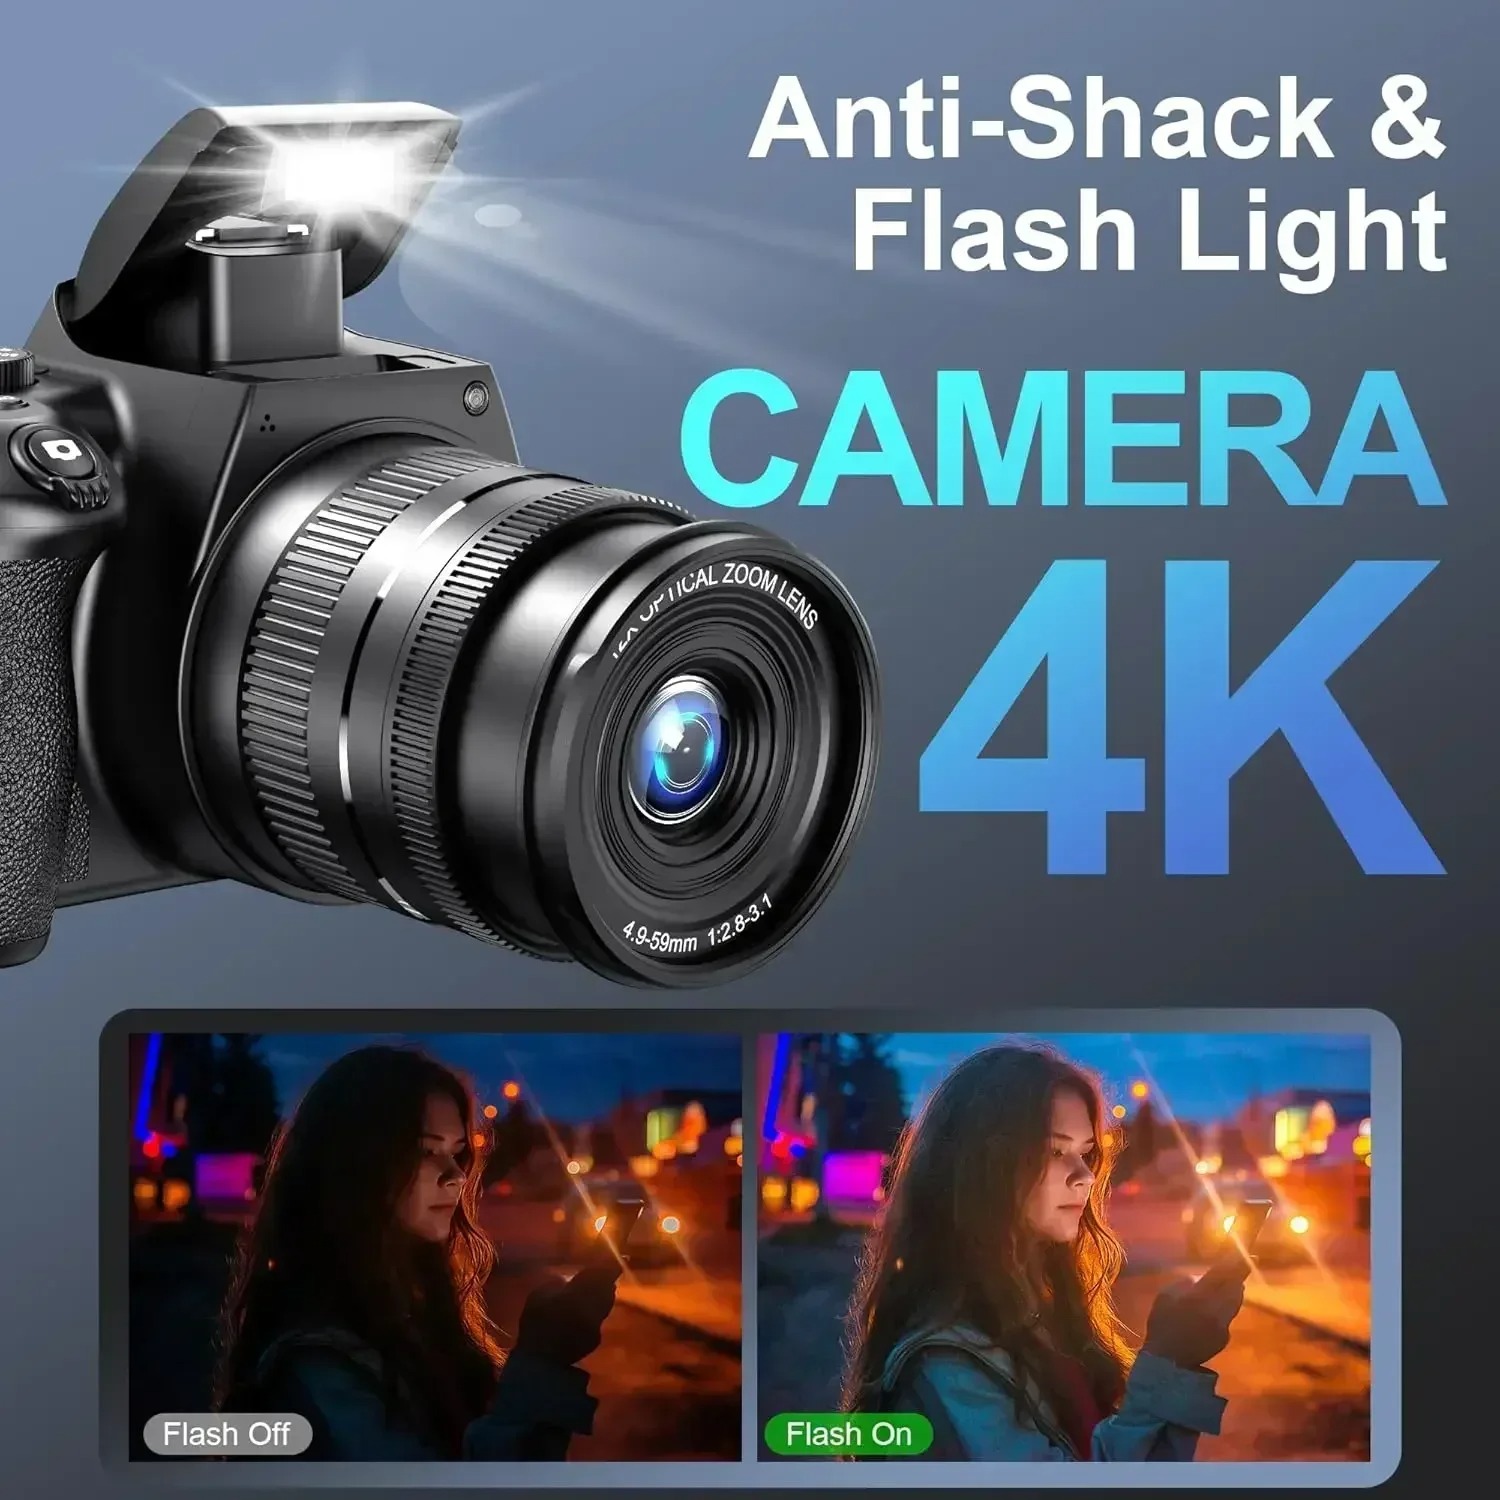 Anti-Shack &
Flash Light
CAMERA
4K
OPTICAL ZOOM LENS
4.9-59mm 1:2.8-3.1
Flash Off
Flash On